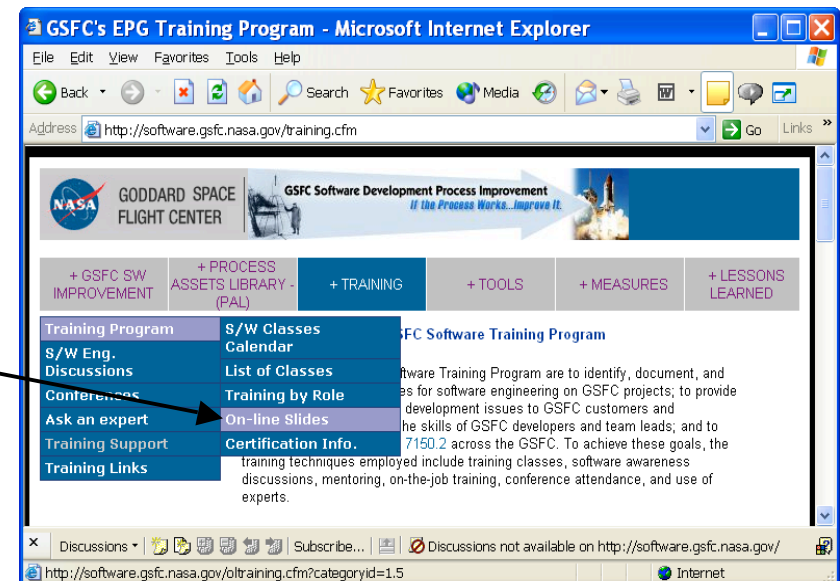 GSFC's EPG Training Program - Microsoft Internet Explorer
File Edit View Favorites Tools Help
Back Search Favorites Media
Address http://software.gsfc.nasa.gov/training.cfm Go Links »
NASA
GODDARD SPACE
FLIGHT CENTER
GSFC Software Development Process Improvement
If the Process Works...Improve It.
+ GSFC SW
IMPROVEMENT
+ PROCESS
ASSETS LIBRARY -
(PAL)
+ TRAINING
+ TOOLS
+ MEASURES
+ LESSONS
LEARNED
Training Program
S/W Eng.
Discussions
Conferences
Ask an expert
Training Support
Training Links
S/W Classes
Calendar
List of Classes
Training by Role
On-line Slides
Certification Info.
SFC Software Training Program
tware Training Program are to identify, document, and
es for software engineering on GSFC projects; to provide
development issues to GSFC customers and
he skills of GSFC developers and team leads; and to
7150.2 across the GSFC. To achieve these goals, the
training techniques employed include training classes, software awareness
discussions, mentoring, on-the-job training, conference attendance, and use of
experts.
Discussions Subscribe... Discussions not available on http://software.gsfc.nasa.gov/
http://software.gsfc.nasa.gov/oltraining.cfm?categoryid=1.5 Internet